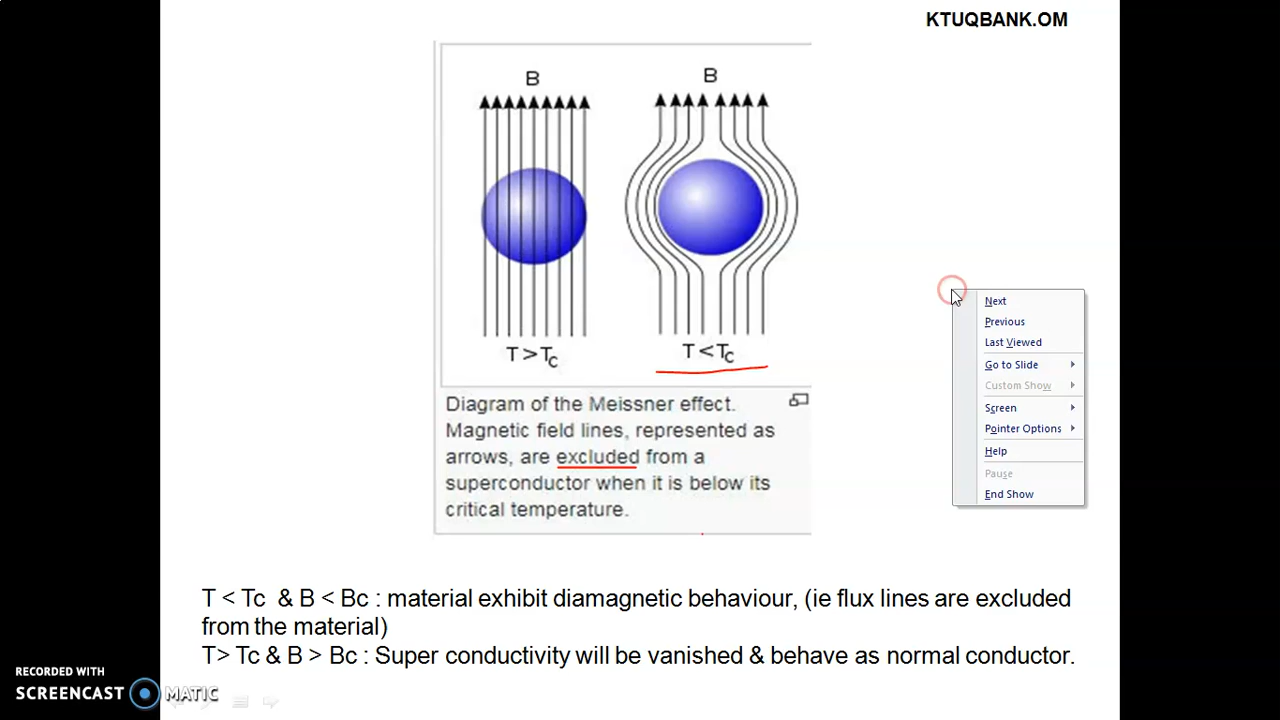 KTUQBANK.OM
B
B
T > TC
T < TC
Diagram of the Meissner effect.
Magnetic field lines, represented as
arrows, are excluded from a
superconductor when it is below its
critical temperature.
Next
Previous
Last Viewed
Go to Slide
Custom Show
Screen
Pointer Options
Help
Pause
End Show
T < Tc & B < Bc : material exhibit diamagnetic behaviour, (ie flux lines are excluded
from the material)
T> Tc & B > Bc : Super conductivity will be vanished & behave as normal conductor.
RECORDED WITH
SCREENCAST MATIC